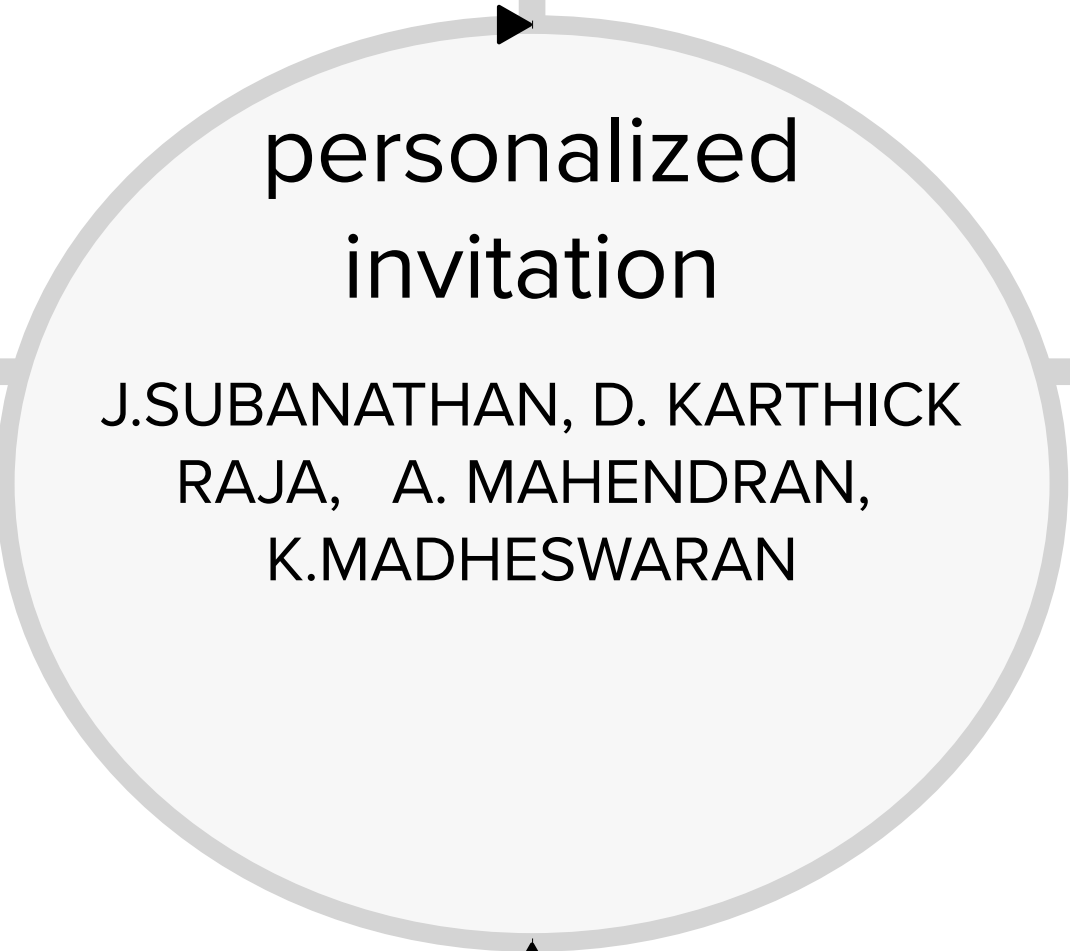 personalized
invitation
J.SUBANATHAN, D. KARTHICK
RAJA, A. MAHENDRAN,
K.MADHESWARAN